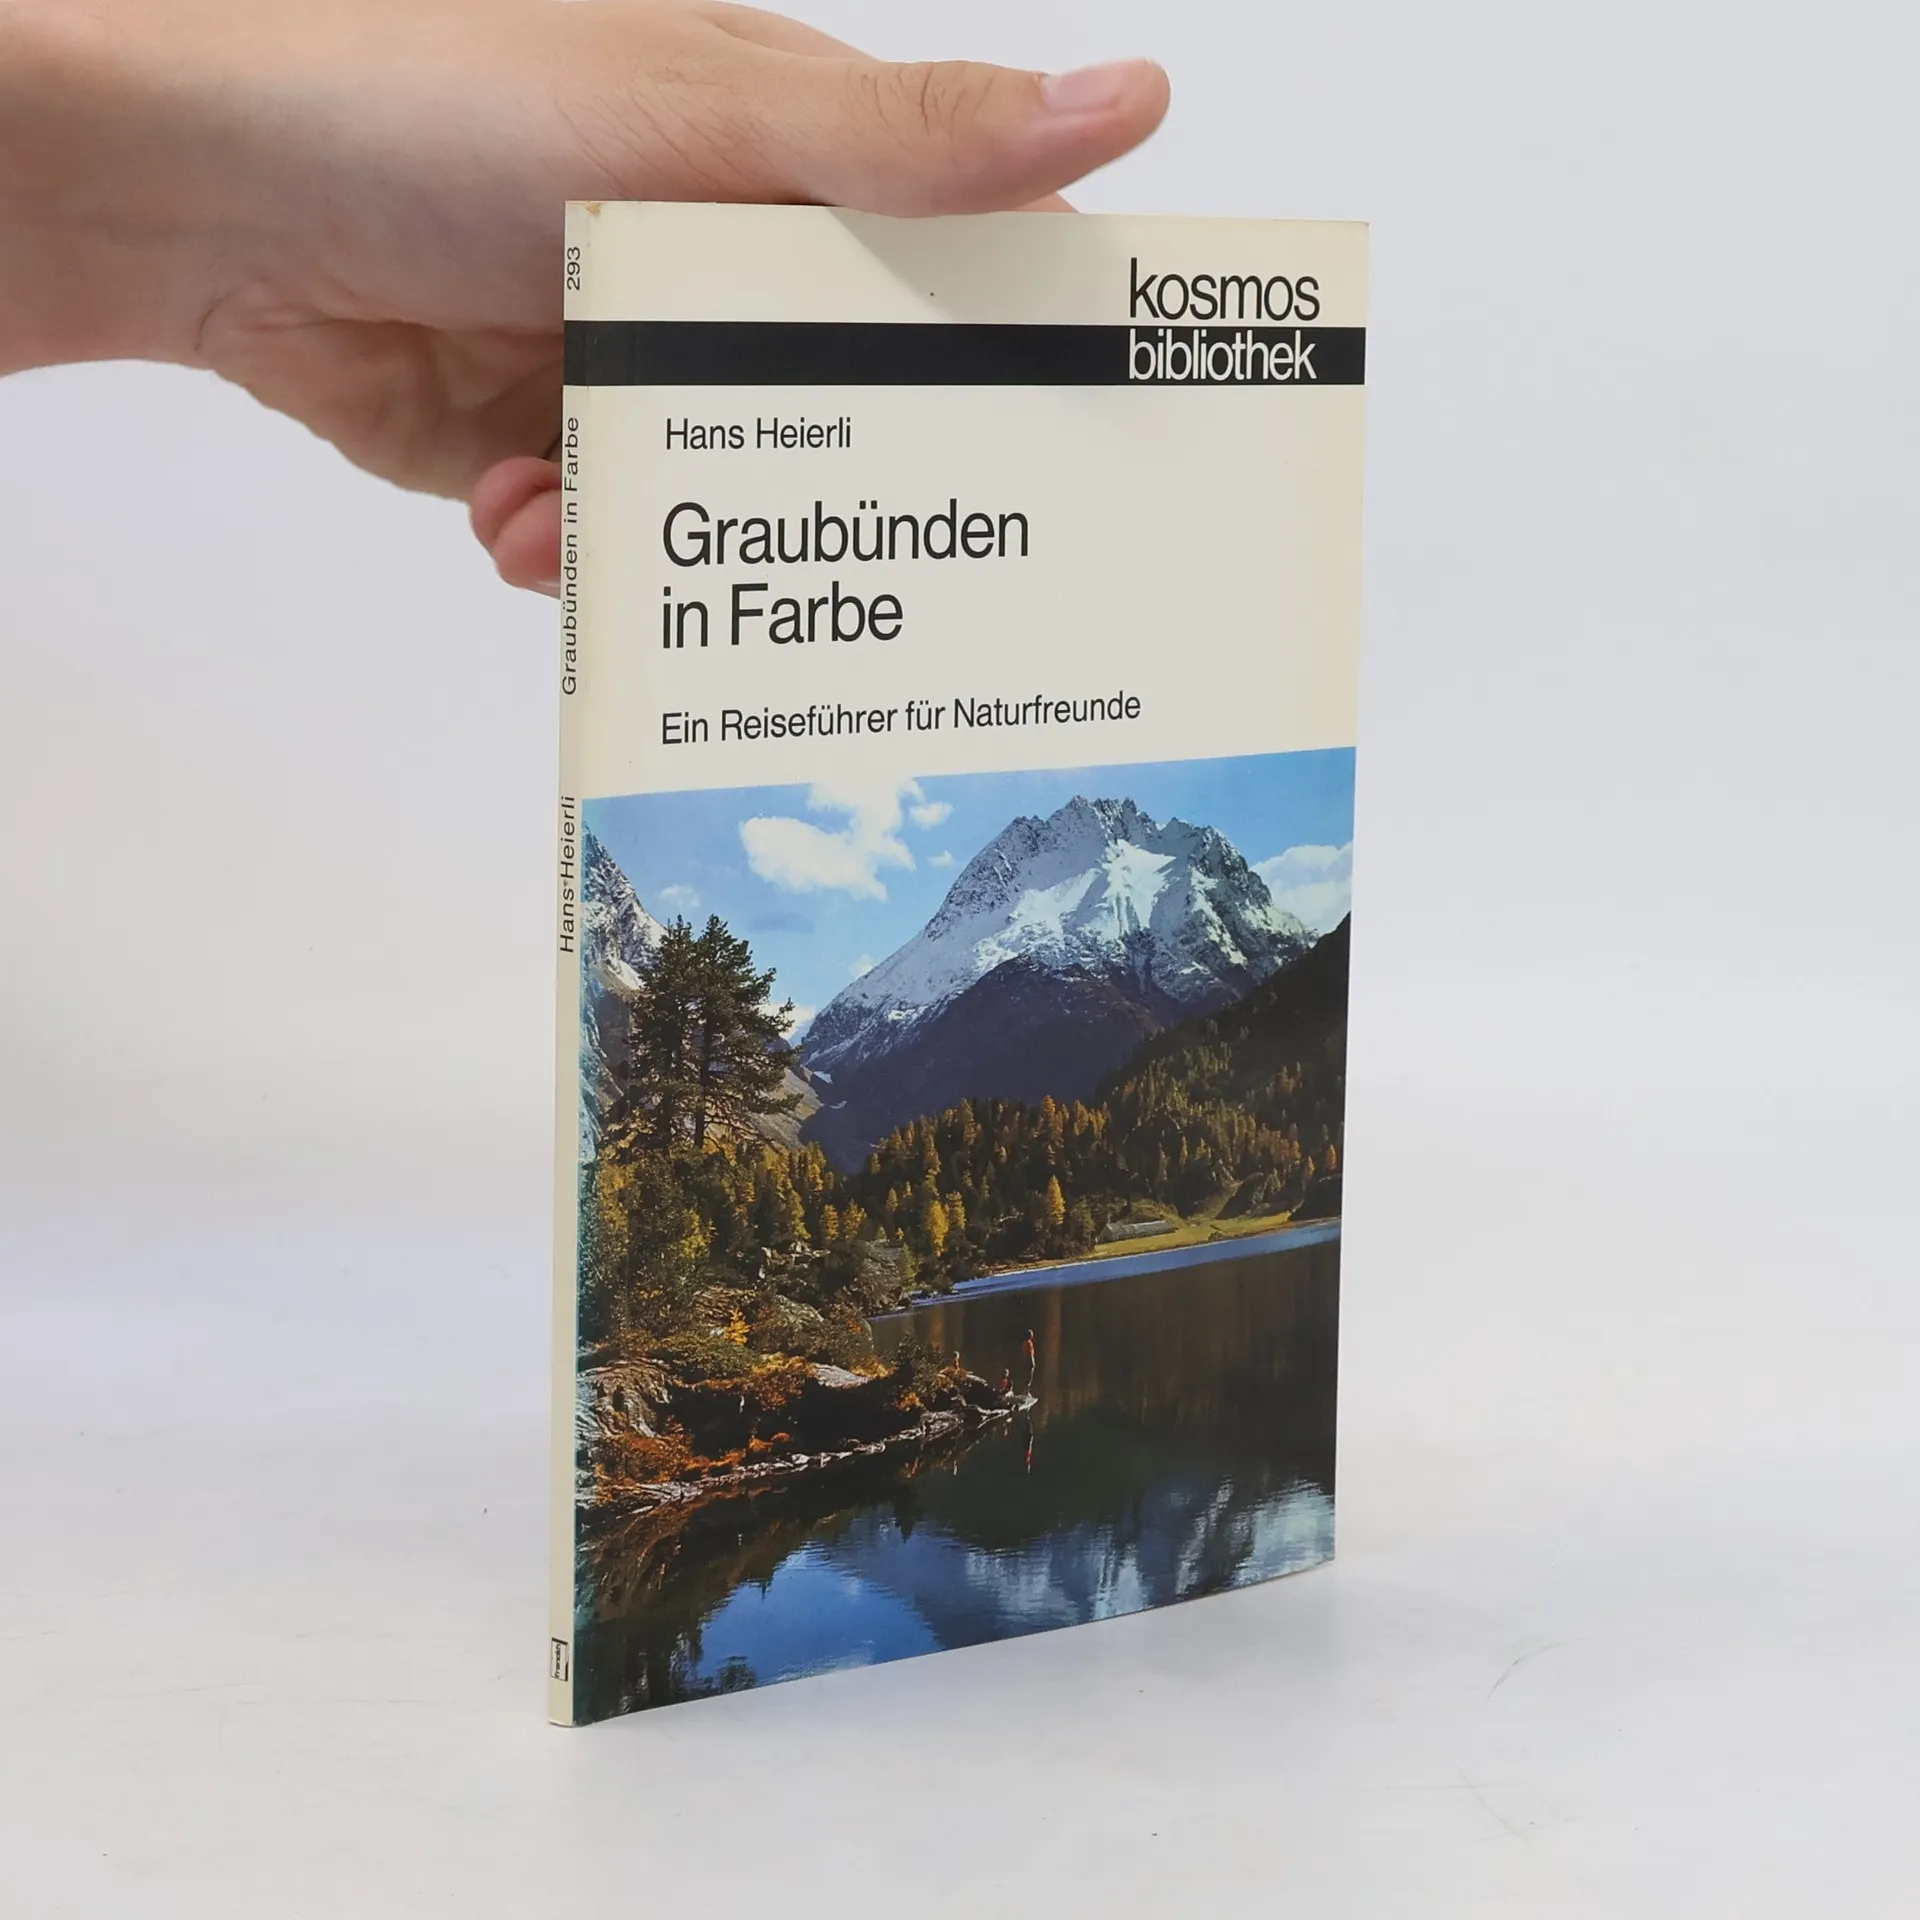 kosmos
bibliothek
Hans Heierli
Graubünden
in Farbe
Ein Reiseführer für Naturfreunde
293
Graubünden in Farbe
Hans Heierli